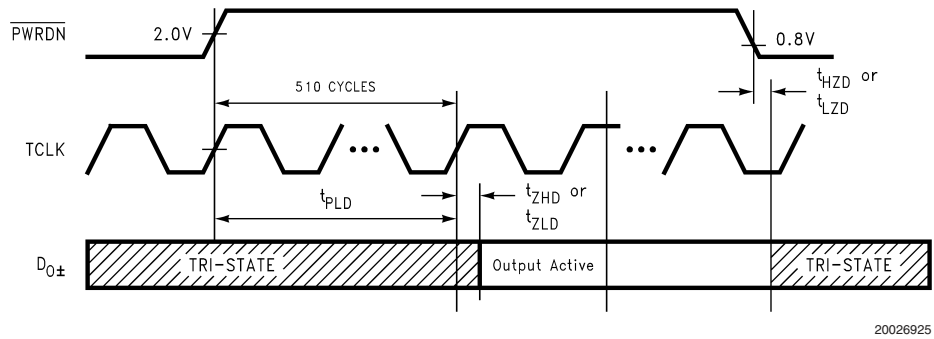 PWRDN
2.0V
0.8V
tHZD or
tLZD
510 CYCLES
TCLK
•••
•••
tPLD
tZHD or
tZLD
DO±
TRI-STATE
Output Active
TRI-STATE
20026925